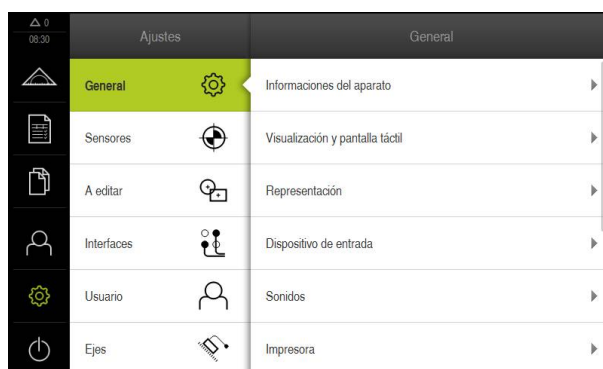 0
08:30
Ajustes
General
General
Informaciones del aparato
Sensores
Visualización y pantalla táctil
A editar
Representación
Interfaces
Dispositivo de entrada
Usuario
Sonidos
Ejes
Impresora